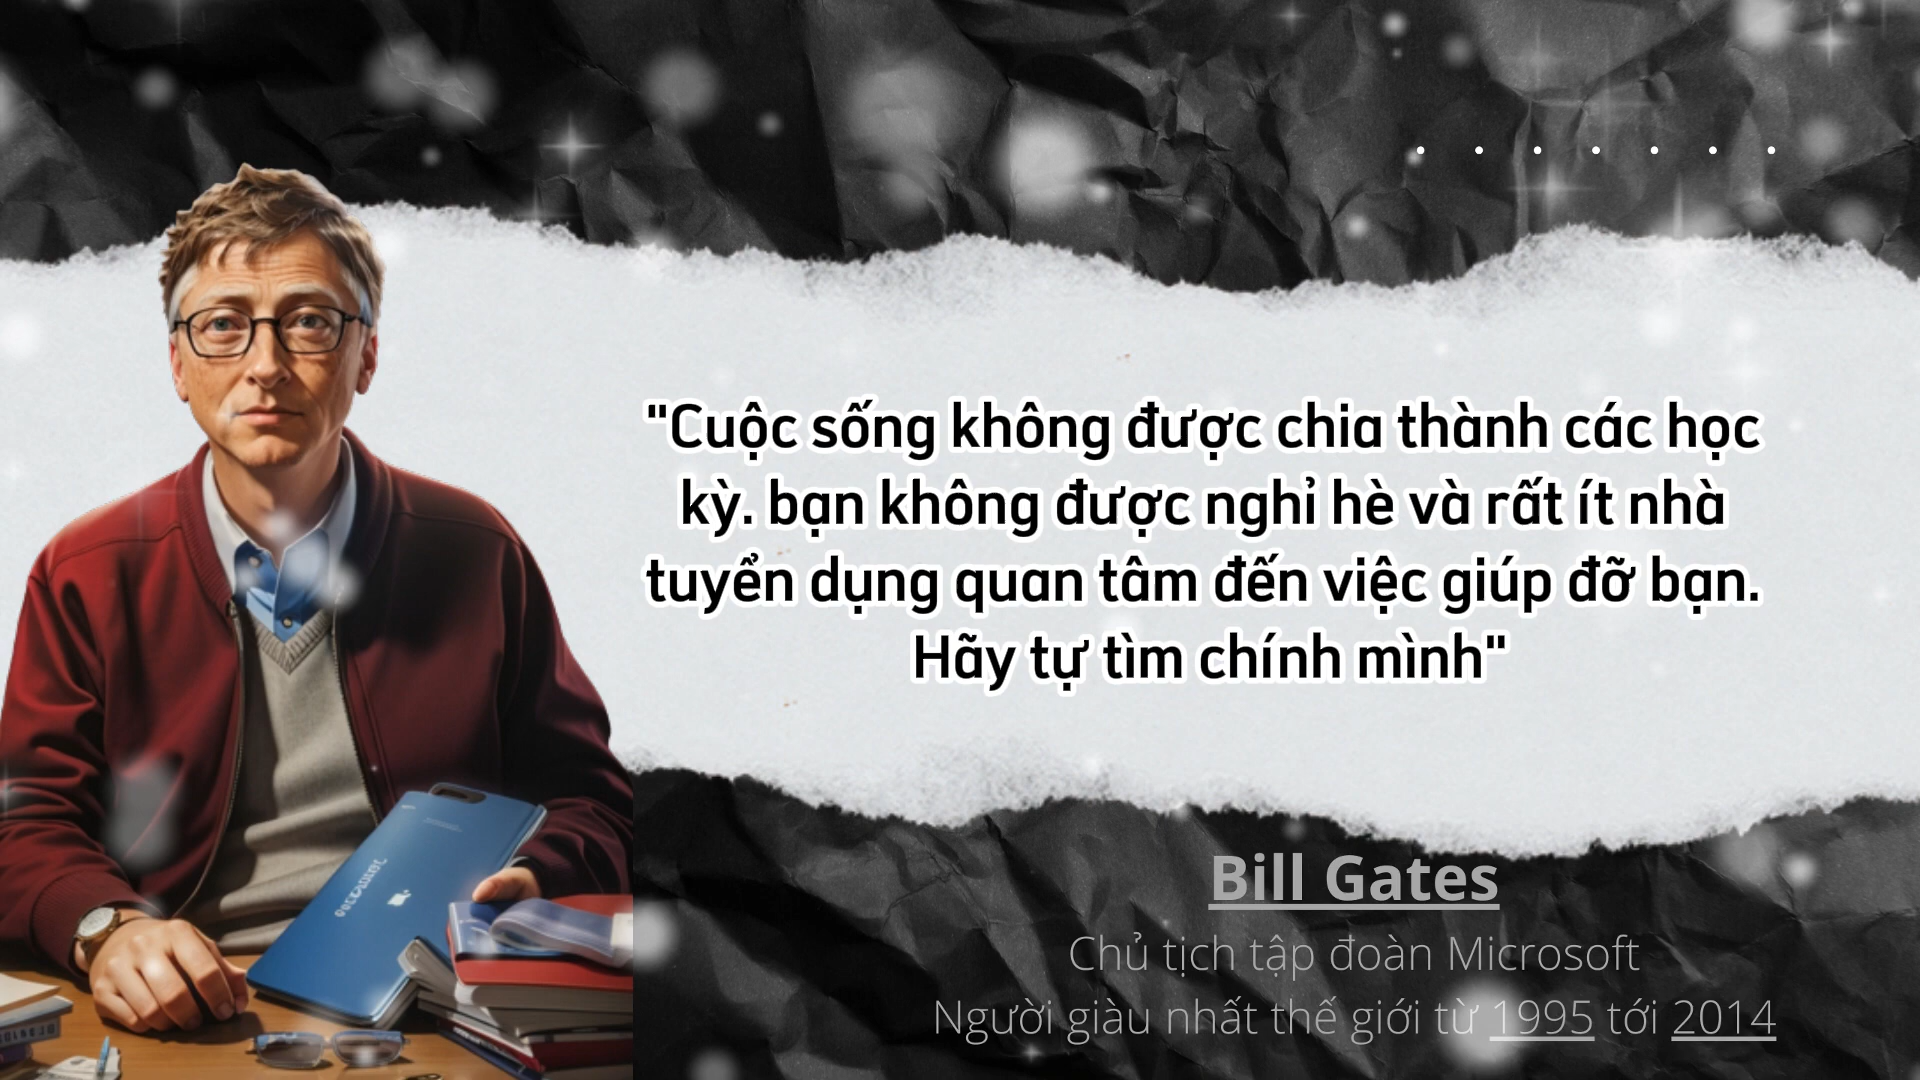 "Cuộc sống không được chia thành các học
kỳ. bạn không được nghỉ hè và rất ít nhà
tuyển dụng quan tâm đến việc giúp đỡ bạn.
Hãy tự tìm chính mình"
Bill Gates
Chủ tịch tập đoàn Microsoft
Người giàu nhất thế giới từ 1995 tới 2014